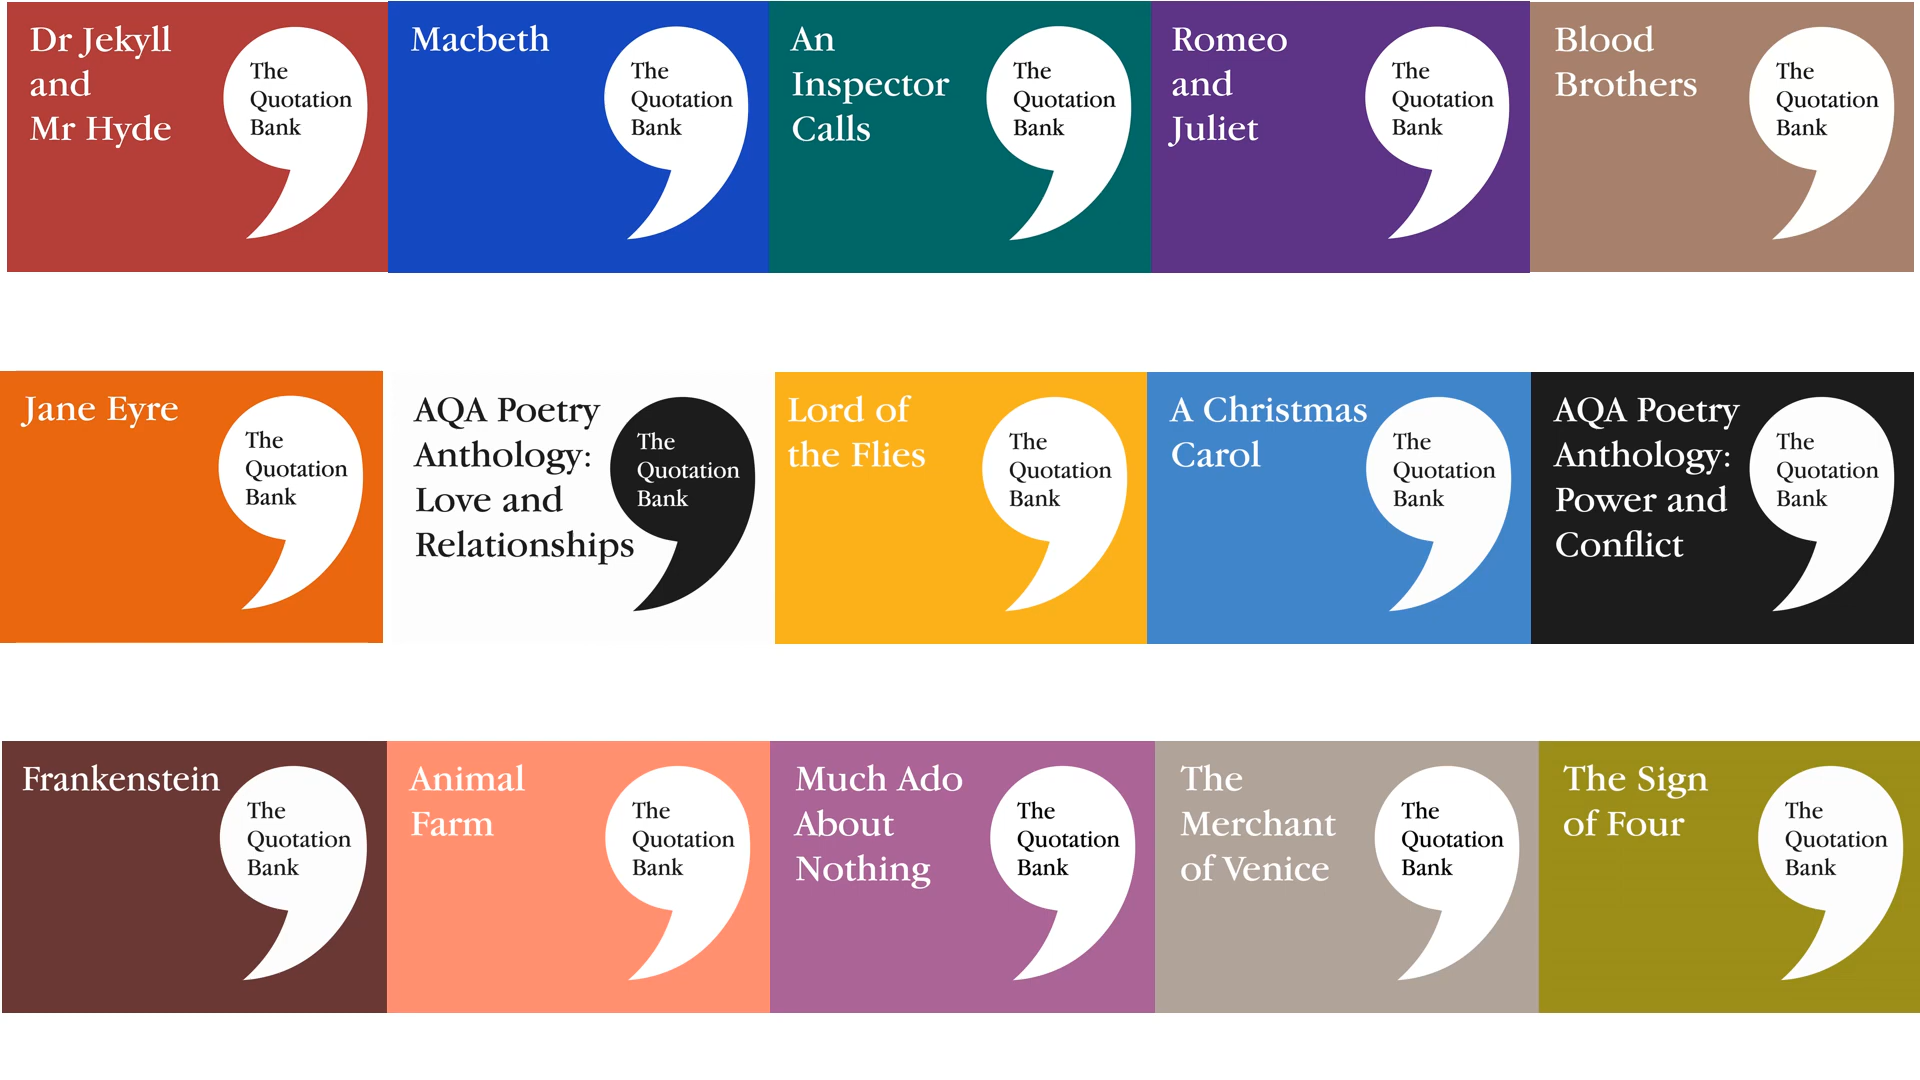 Dr Jekyll
and
Mr Hyde
The
Quotation
Bank
Macbeth
The
Quotation
Bank
An
Inspector
Calls
The
Quotation
Bank
Romeo
and
Juliet
The
Quotation
Bank
Blood
Brothers
The
Quotation
Bank
Jane Eyre
The
Quotation
Bank
AQA Poetry
Anthology:
Love and
Relationships
The
Quotation
Bank
Lord of
the Flies
The
Quotation
Bank
A Christmas
Carol
The
Quotation
Bank
AQA Poetry
Anthology:
Power and
Conflict
The
Quotation
Bank
Frankenstein
The
Quotation
Bank
Animal
Farm
The
Quotation
Bank
Much Ado
About
Nothing
The
Quotation
Bank
The
Merchant
of Venice
The
Quotation
Bank
The Sign
of Four
The
Quotation
Bank